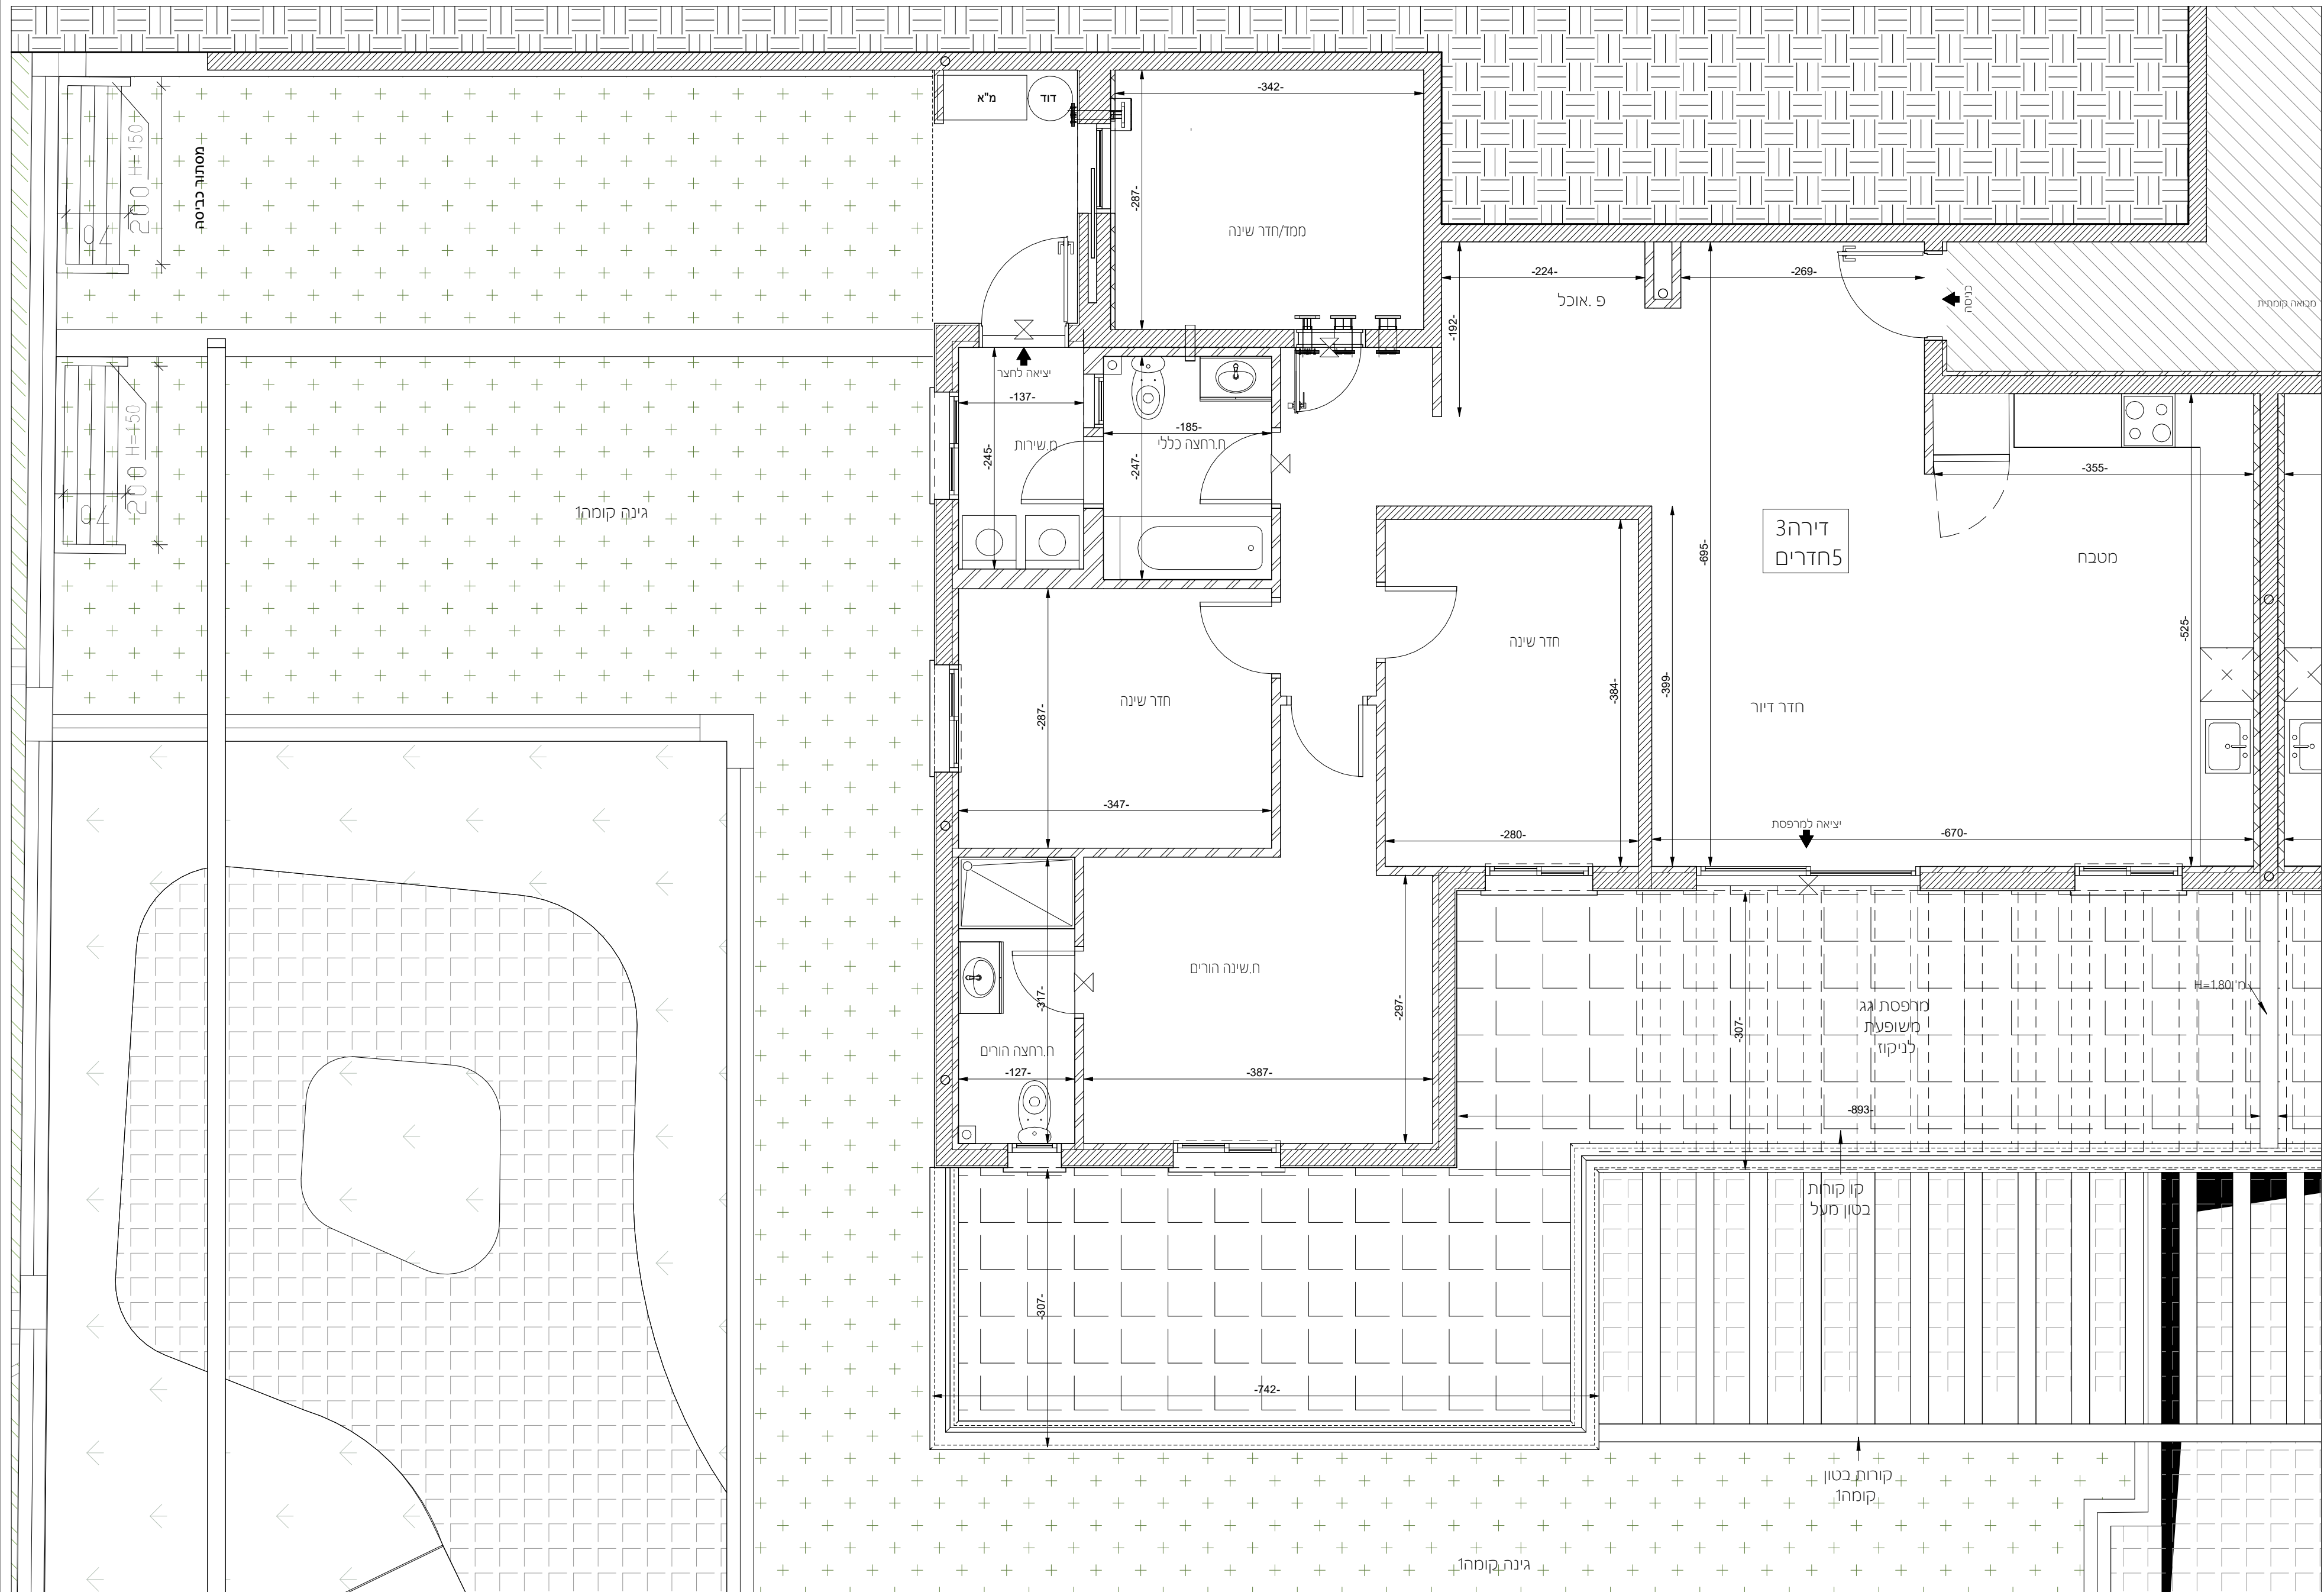 מ"א
דוד
-342-
-287-
ממד/חדר שינה
H=150
200
70
מסתור כביסה
-224-
-269-
פ .אוכל
-192-
כניסה
מבואה קומתית
יציאה לחצר
-137-
-245-
מ.שירות
-185-
ח.רחצה כללי
-247-
-355-
H=150
200
70
גינה קומה1
דירה3
5חדרים
מטבח
-695-
-525-
חדר שינה
-384-
-399-
חדר שינה
-287-
חדר דיור
-347-
-280-
יציאה למרפסת
-670-
ח.שינה הורים
-317-
-297-
ח.רחצה הורים
-127-
-387-
מ' H=1.80
מרפסת גג
משופעת
לניקוז
-307-
-893-
קו קורות
בטון מעל
-307-
-742-
קורות בטון
קומה1
גינה קומה1